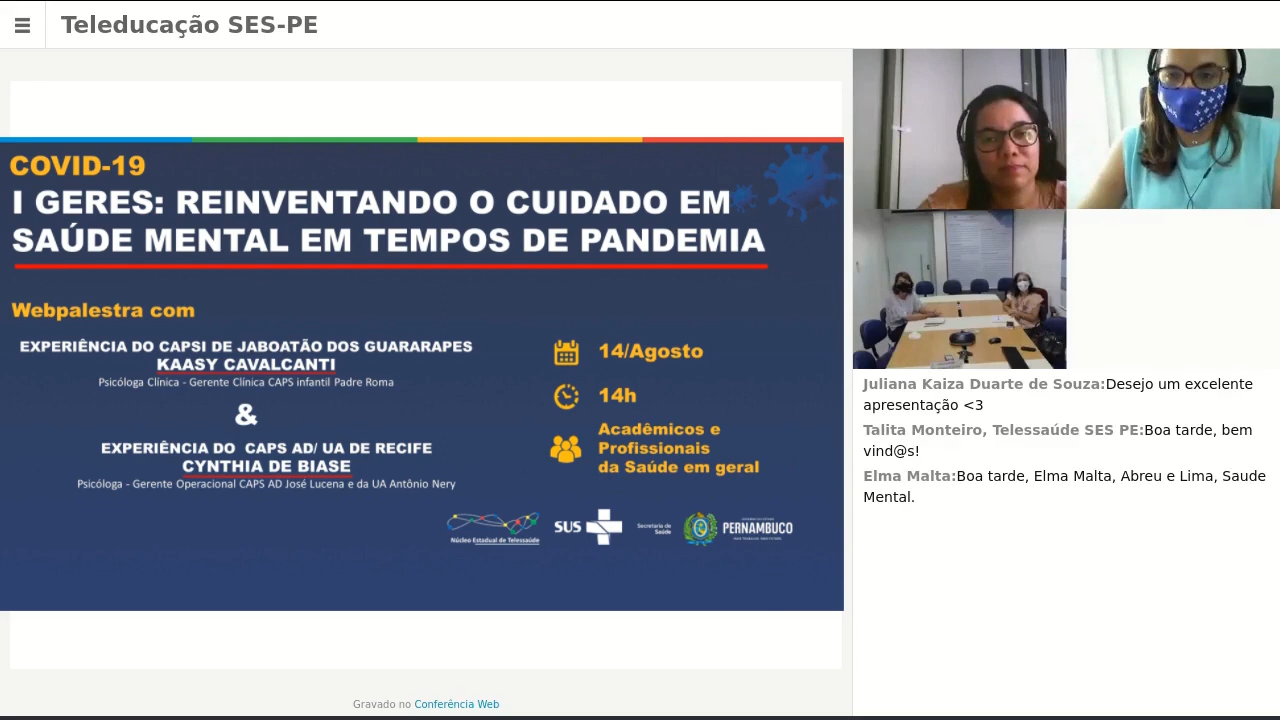 Teleducação SES-PE
COVID-19
I GERES: REINVENTANDO O CUIDADO EM
SAÚDE MENTAL EM TEMPOS DE PANDEMIA
Webpalestra com
EXPERIÊNCIA DO CAPSI DE JABOATÃO DOS GUARARAPES
KAASY CAVALCANTI
Psicóloga Clínica - Gerente Clínica CAPS infantil Padre Roma
&
EXPERIÊNCIA DO CAPS AD/ UA DE RECIFE
CYNTHIA DE BIASE
Psicóloga - Gerente Operacional CAPS AD José Lucena e da UA Antônio Nery
14/Agosto
14h
Acadêmicos e
Profissionais
da Saúde em geral
Núcleo Estadual de Telessaúde
SUS
Secretaria de
Saúde
PERNAMBUCO
Juliana Kaiza Duarte de Souza:Desejo um excelente
apresentação <3
Talita Monteiro, Telessaúde SES PE:Boa tarde, bem
vind@s!
Elma Malta:Boa tarde, Elma Malta, Abreu e Lima, Saude
Mental.
Gravado no Conferência Web